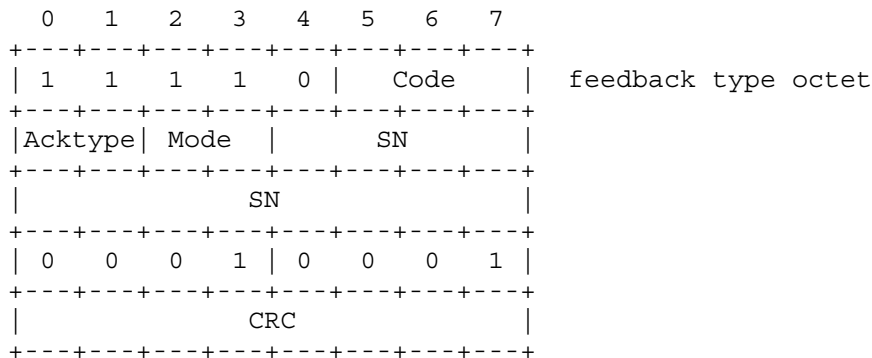 0   1   2   3   4   5   6   7
+---+---+---+---+---+---+---+---+
| 1   1   1   1   0 |   Code    |  feedback type octet
+---+---+---+---+---+---+---+---+
|Acktype| Mode  |      SN       |
+---+---+---+---+---+---+---+---+
|              SN               |
+---+---+---+---+---+---+---+---+
| 0   0   0   1 | 0   0   0   1 |
+---+---+---+---+---+---+---+---+
|              CRC              |
+---+---+---+---+---+---+---+---+